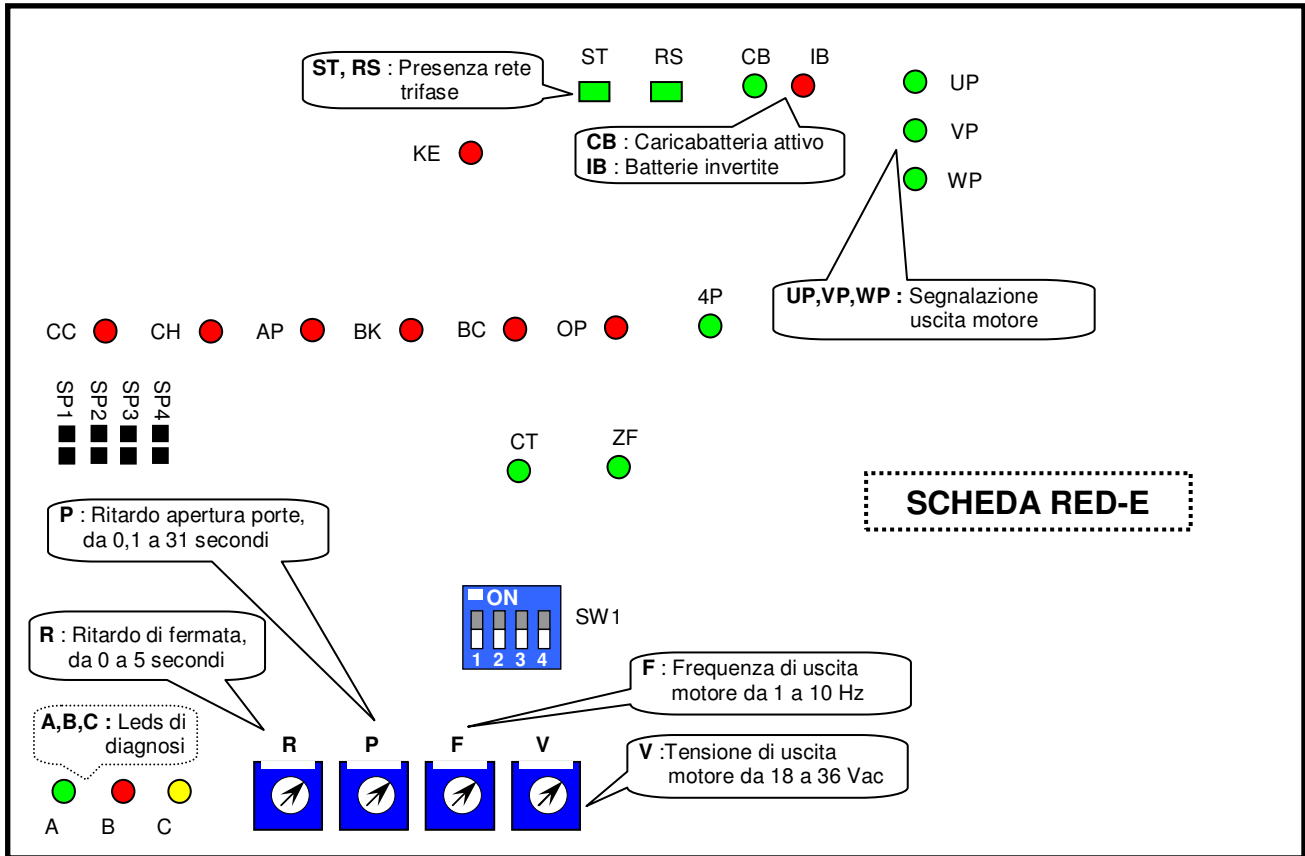 ST RS CB IB
ST, RS : Presenza rete
trifase
UP
VP
WP
CB : Caricabatteria attivo
IB : Batterie invertite
KE
UP,VP,WP : Segnalazione
uscita motore
4P
CC CH AP BK BC OP
SP1 SP2 SP3 SP4
CT ZF
SCHEDA RED-E
P : Ritardo apertura porte,
da 0,1 a 31 secondi
ON
1 2 3 4
SW1
R : Ritardo di fermata,
da 0 a 5 secondi
F : Frequenza di uscita
motore da 1 a 10 Hz
A,B,C : Leds di
diagnosi
R P F V
V :Tensione di uscita
motore da 18 a 36 Vac
A B C